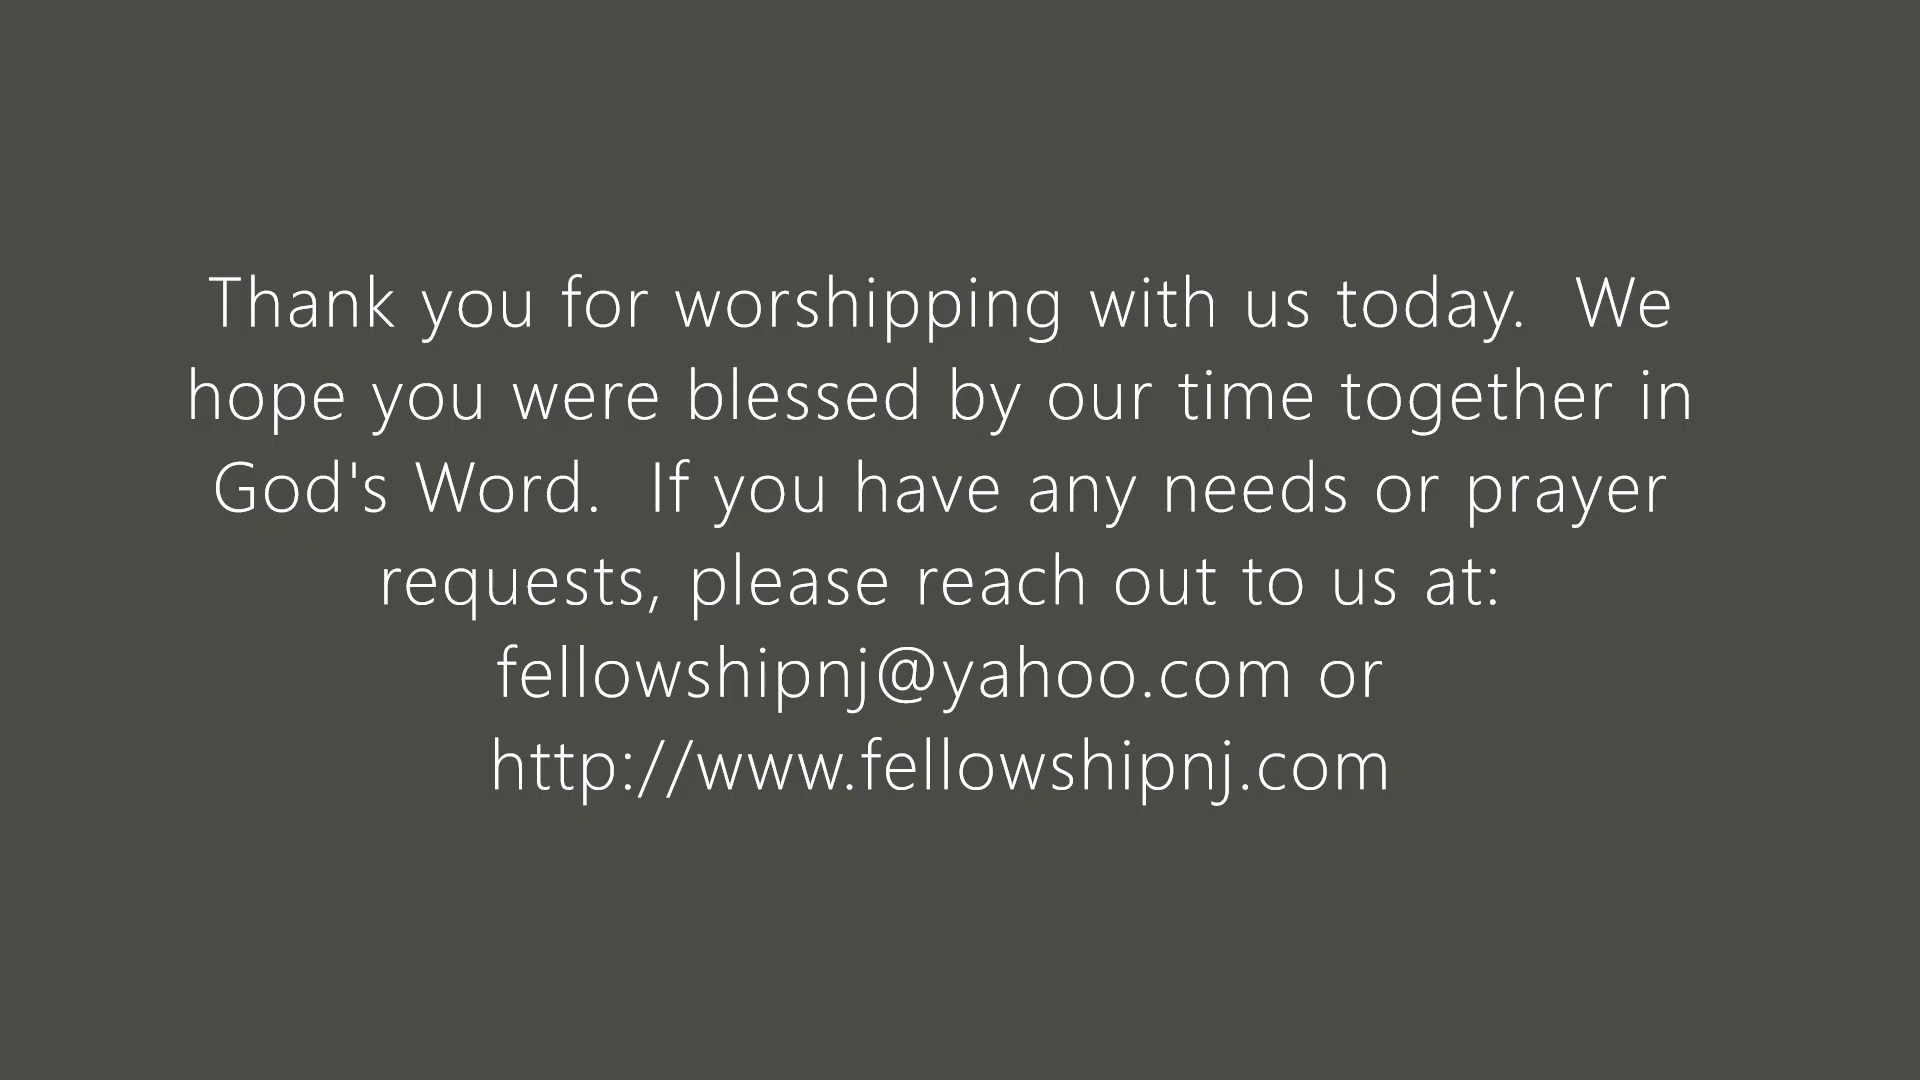 Thank you for worshipping with us today.  We
hope you were blessed by our time together in
God's Word.  If you have any needs or prayer
requests, please reach out to us at:
fellowshipnj@yahoo.com or
http://www.fellowshipnj.com